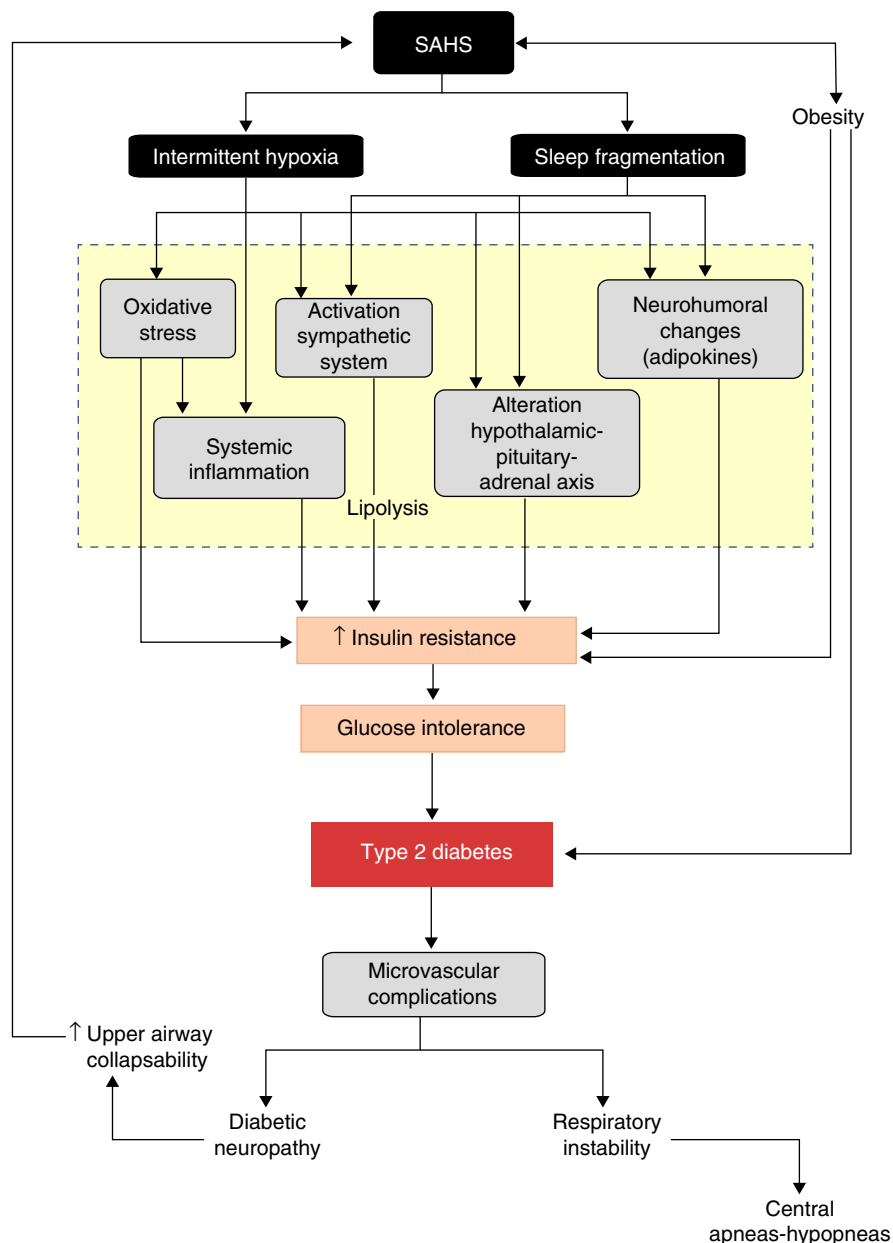 SAHS
Obesity
Intermittent hypoxia
Sleep fragmentation
Oxidative
stress
Activation
sympathetic
system
Neurohumoral
changes
(adipokines)
Systemic
inflammation
Alteration
hypothalamic-
pituitary-
adrenal axis
Lipolysis
↑ Insulin resistance
Glucose intolerance
Type 2 diabetes
Microvascular
complications
↑ Upper airway
collapsability
Diabetic
neuropathy
Respiratory
instability
Central
apneas-hypopneas